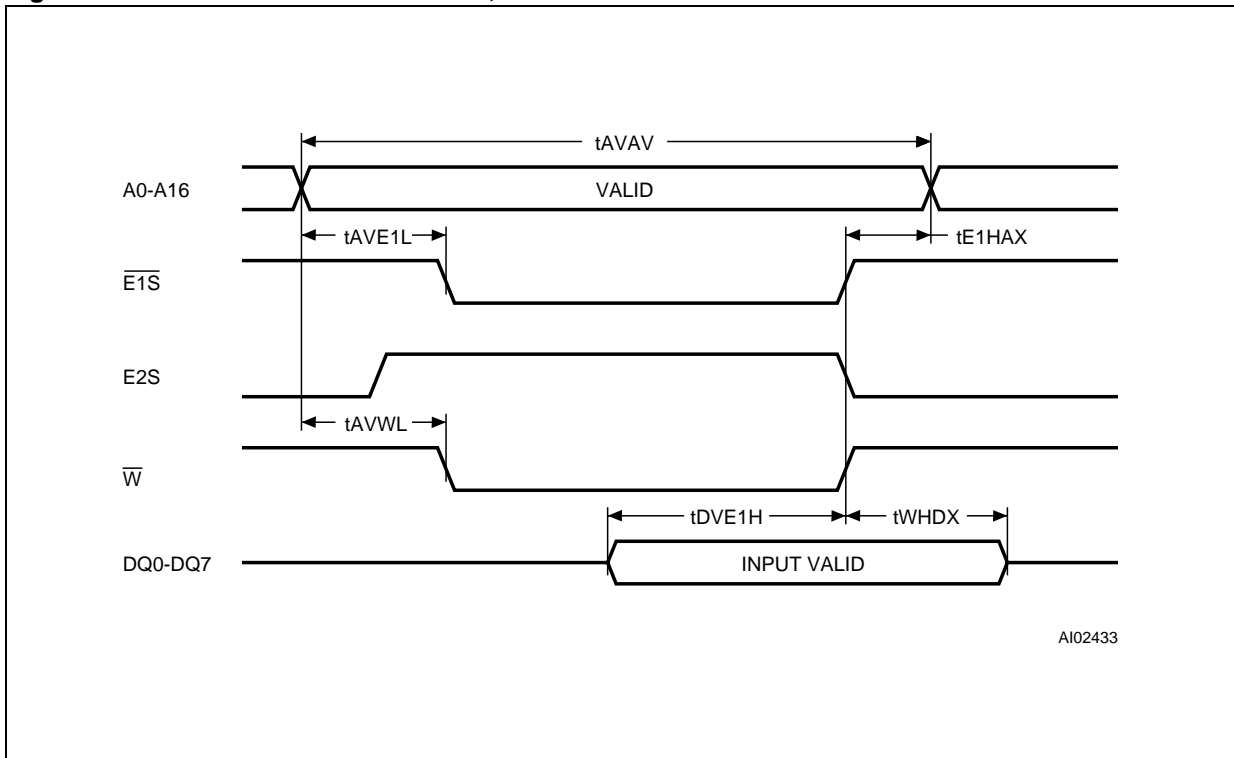 tAVAV
A0-A16 VALID
tAVE1L tE1HAX
E1S
E2S
tAVWL
W
tDVE1H tWHDX
DQ0-DQ7 INPUT VALID
AI02433